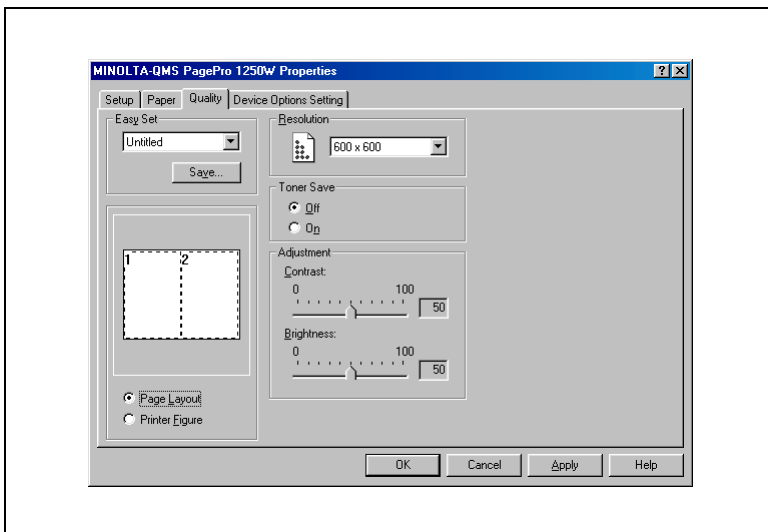 MINOLTA-QMS PagePro 1250W Properties
Setup Paper Quality Device Options Setting
Easy Set
Untitled
Save...
1 2
Page Layout
Printer Figure
Resolution
600 x 600
Toner Save
Off
On
Adjustment
Contrast:
0 100
50
Brightness:
0 100
50
OK Cancel Apply Help